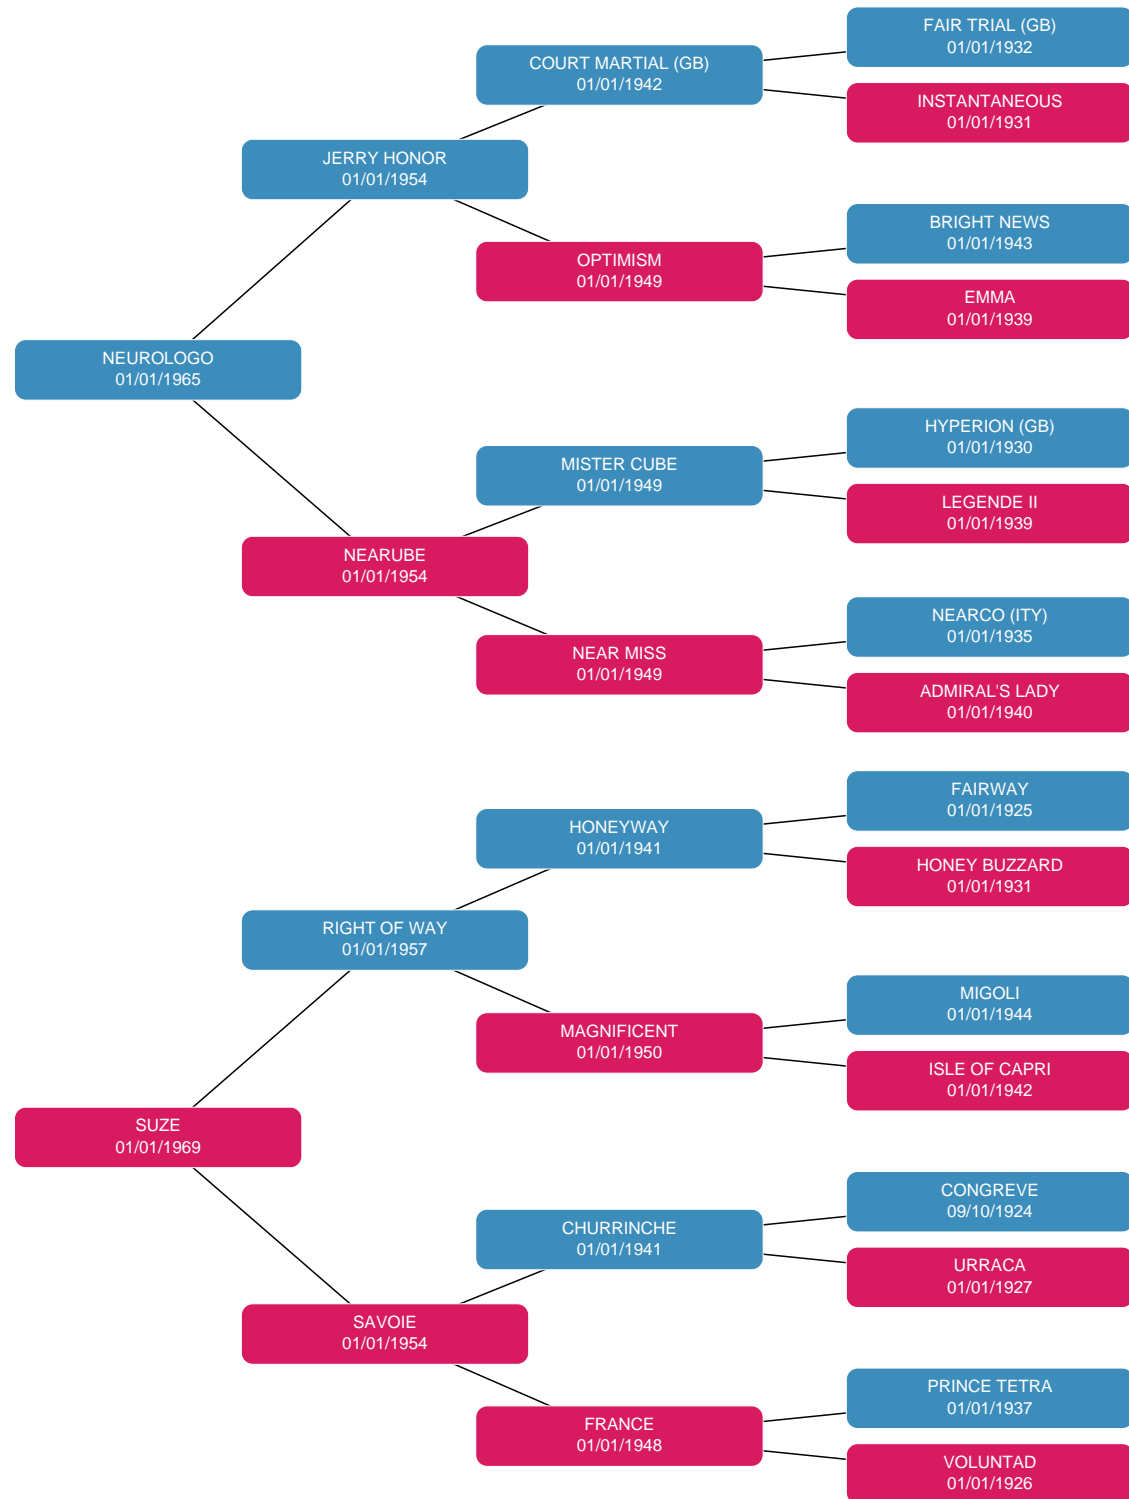 FAIR TRIAL (GB)
01/01/1932
COURT MARTIAL (GB)
01/01/1942
INSTANTANEOUS
01/01/1931
JERRY HONOR
01/01/1954
BRIGHT NEWS
01/01/1943
OPTIMISM
01/01/1949
EMMA
01/01/1939
NEUROLOGO
01/01/1965
HYPERION (GB)
01/01/1930
MISTER CUBE
01/01/1949
LEGENDE II
01/01/1939
NEARUBE
01/01/1954
NEARCO (ITY)
01/01/1935
NEAR MISS
01/01/1949
ADMIRAL'S LADY
01/01/1940
FAIRWAY
01/01/1925
HONEYWAY
01/01/1941
HONEY BUZZARD
01/01/1931
RIGHT OF WAY
01/01/1957
MIGOLI
01/01/1944
MAGNIFICENT
01/01/1950
ISLE OF CAPRI
01/01/1942
SUZE
01/01/1969
CONGREVE
09/10/1924
CHURRINCHE
01/01/1941
URRACA
01/01/1927
SAVOIE
01/01/1954
PRINCE TETRA
01/01/1937
FRANCE
01/01/1948
VOLUNTAD
01/01/1926